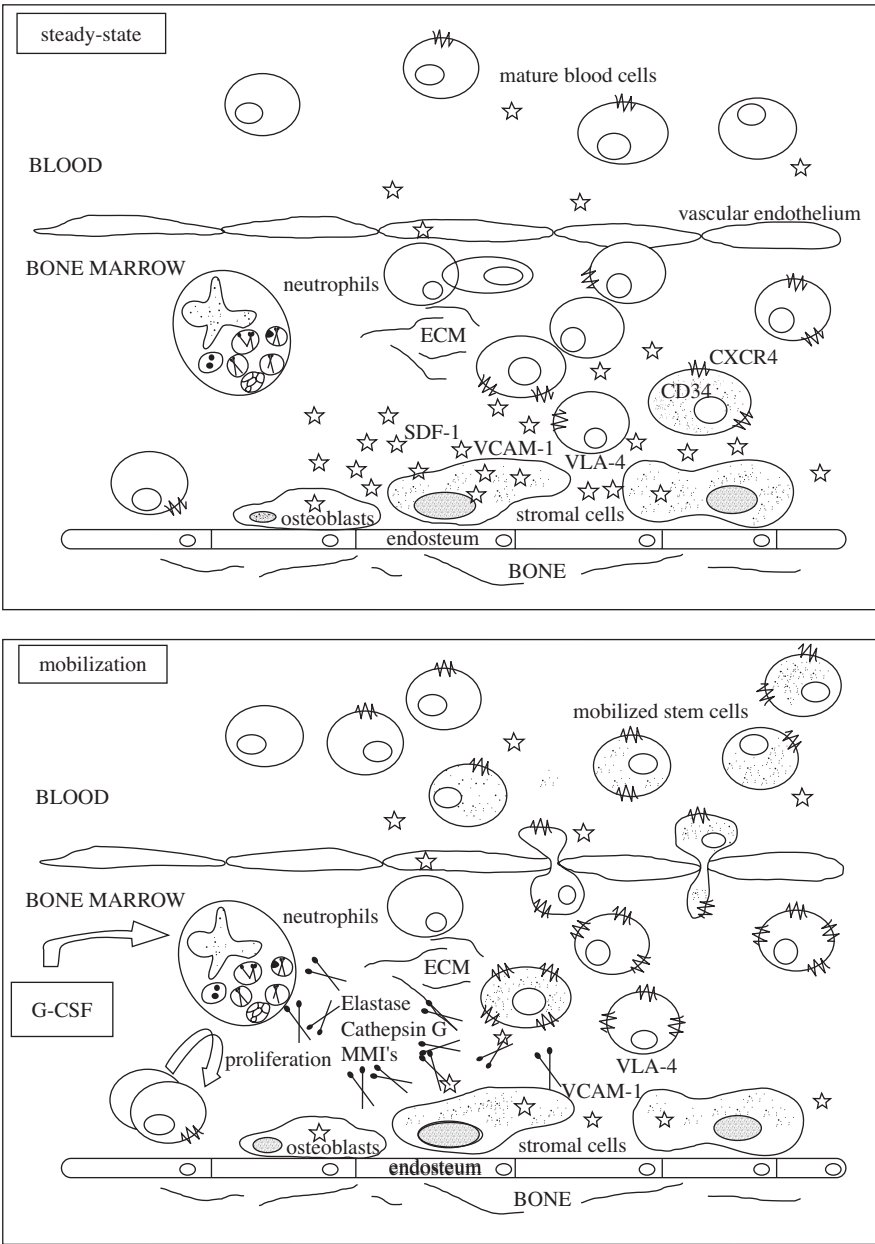 steady-state
mature blood cells
BLOOD
vascular endothelium
BONE MARROW
neutrophils
ECM
CXCR4
CD34
SDF-1
VCAM-1
VLA-4
osteoblasts
stromal cells
endosteum
BONE
mobilization
mobilized stem cells
BLOOD
BONE MARROW
neutrophils
ECM
G-CSF
Elastase
Cathepsin G
proliferation MMI's
VLA-4
VCAM-1
osteoblasts
stromal cells
endosteum
BONE